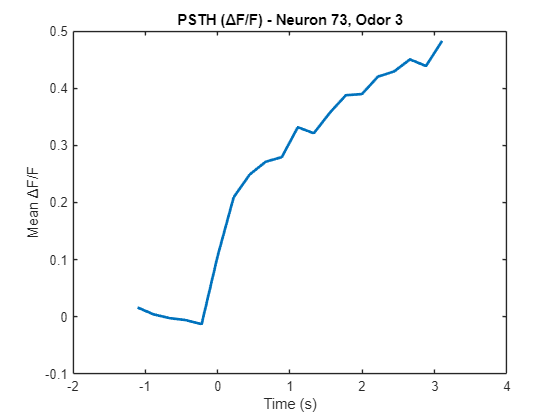 PSTH (ΔF/F) - Neuron 73, Odor 3
0.5
0.4
0.3
0.2
0.1
0
-0.1
Mean ΔF/F
-2 -1 0 1 2 3 4
Time (s)